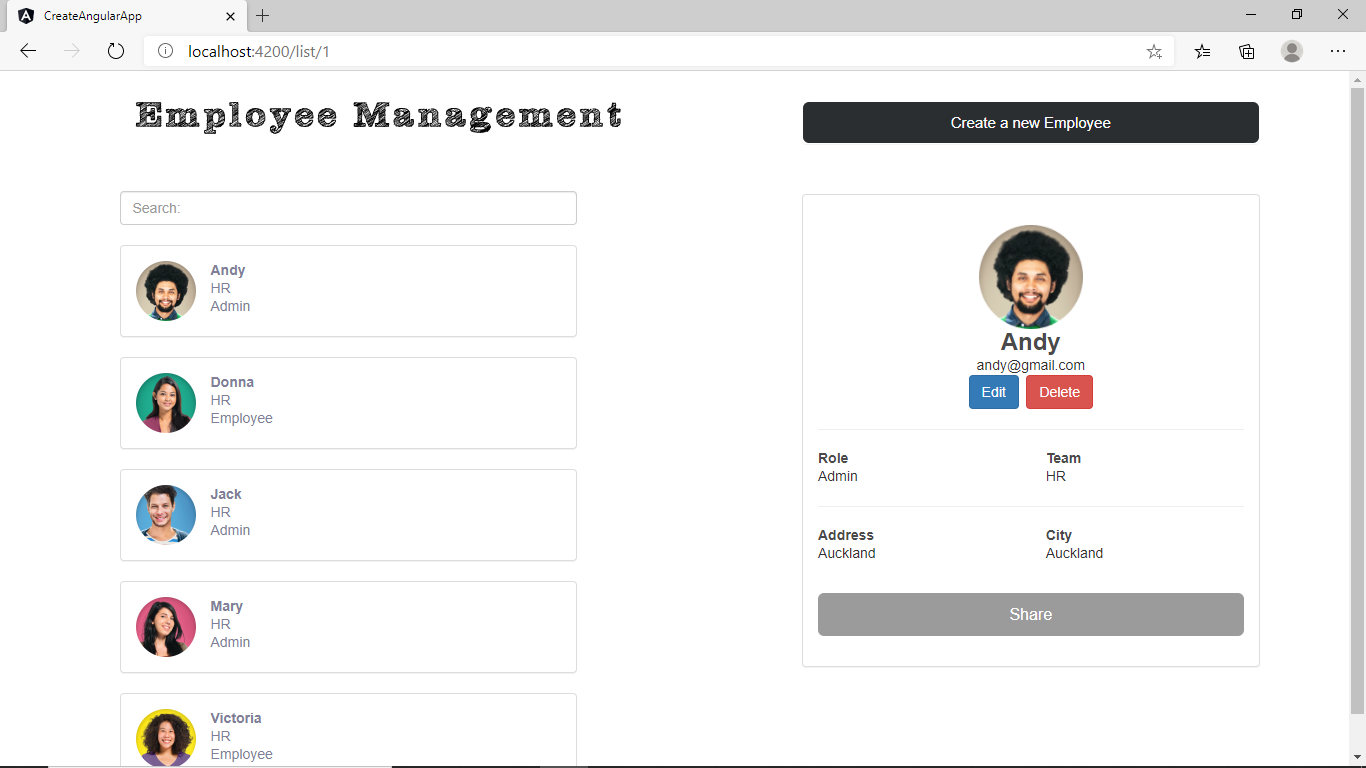 CreateAngularApp
localhost:4200/list/1
Employee Management
Create a new Employee
Search:
Andy
HR
Admin
Donna
HR
Employee
Jack
HR
Admin
Mary
HR
Admin
Victoria
HR
Employee
Andy
andy@gmail.com
Edit Delete
Role Team
Admin HR
Address City
Auckland Auckland
Share